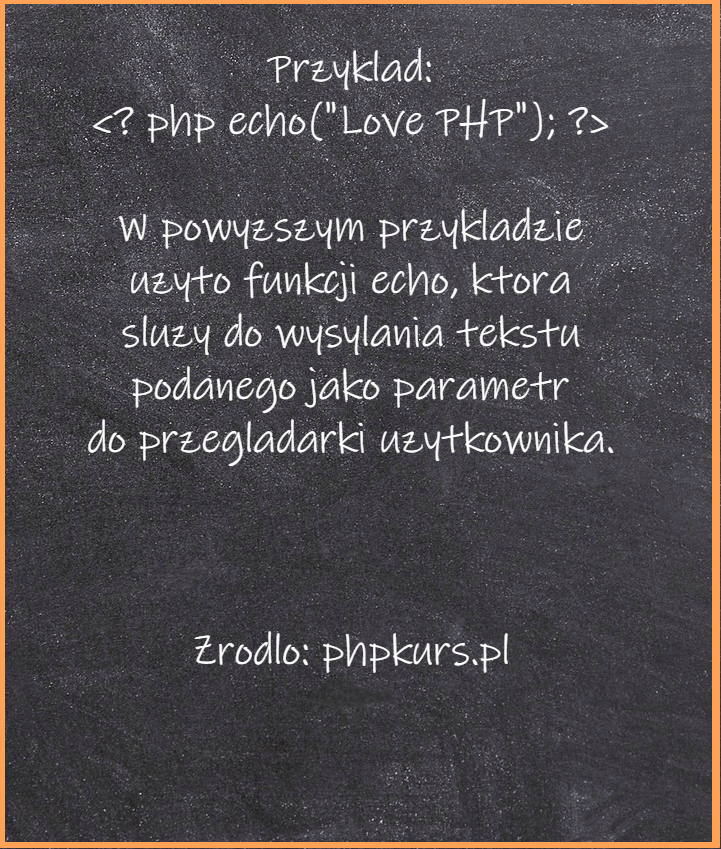 Przyklad:
<? php echo("Love PHP"); ?>
W powyzszym przykladzie
uzyto funkcji echo, ktora
sluzy do wysylania tekstu
podanego jako parametr
do przegladarki uzytkownika.
Zrodlo: phpkurs.pl